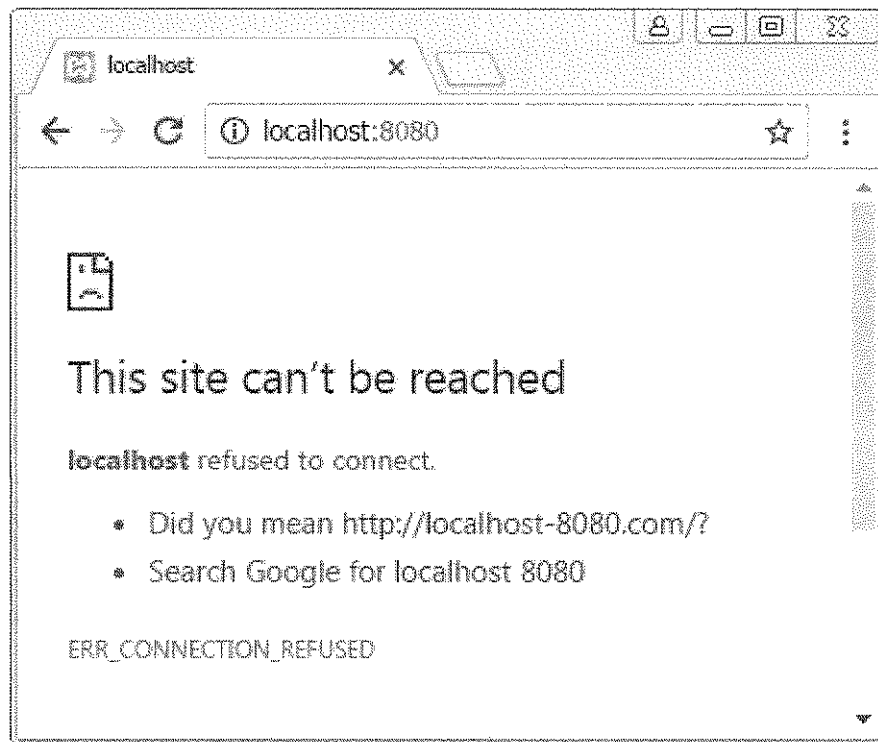 localhost
localhost:8080
This site can't be reached
localhost refused to connect.
• Did you mean http://localhost-8080.com/?
• Search Google for localhost 8080
ERR_CONNECTION_REFUSED